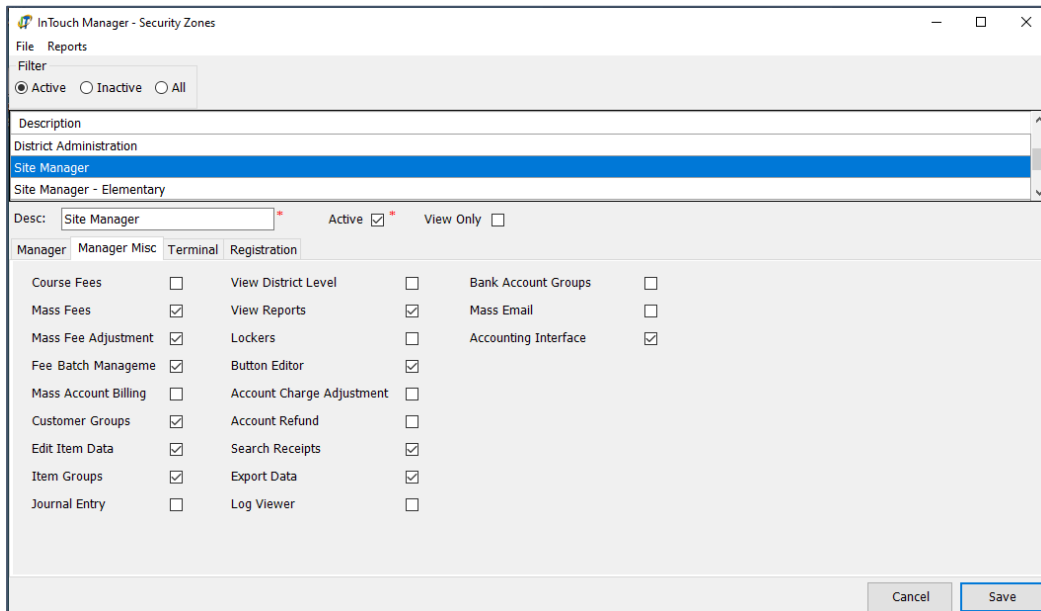 InTouch Manager - Security Zones
File Reports
Filter
Active Inactive All
Description
District Administration
Site Manager
Site Manager - Elementary
Desc: Site Manager * Active * View Only
Manager Manager Misc Terminal Registration
Course Fees View District Level Bank Account Groups
Mass Fees View Reports Mass Email
Mass Fee Adjustment Lockers Accounting Interface
Fee Batch Manageme Button Editor
Mass Account Billing Account Charge Adjustment
Customer Groups Account Refund
Edit Item Data Search Receipts
Item Groups Export Data
Journal Entry Log Viewer
Cancel Save